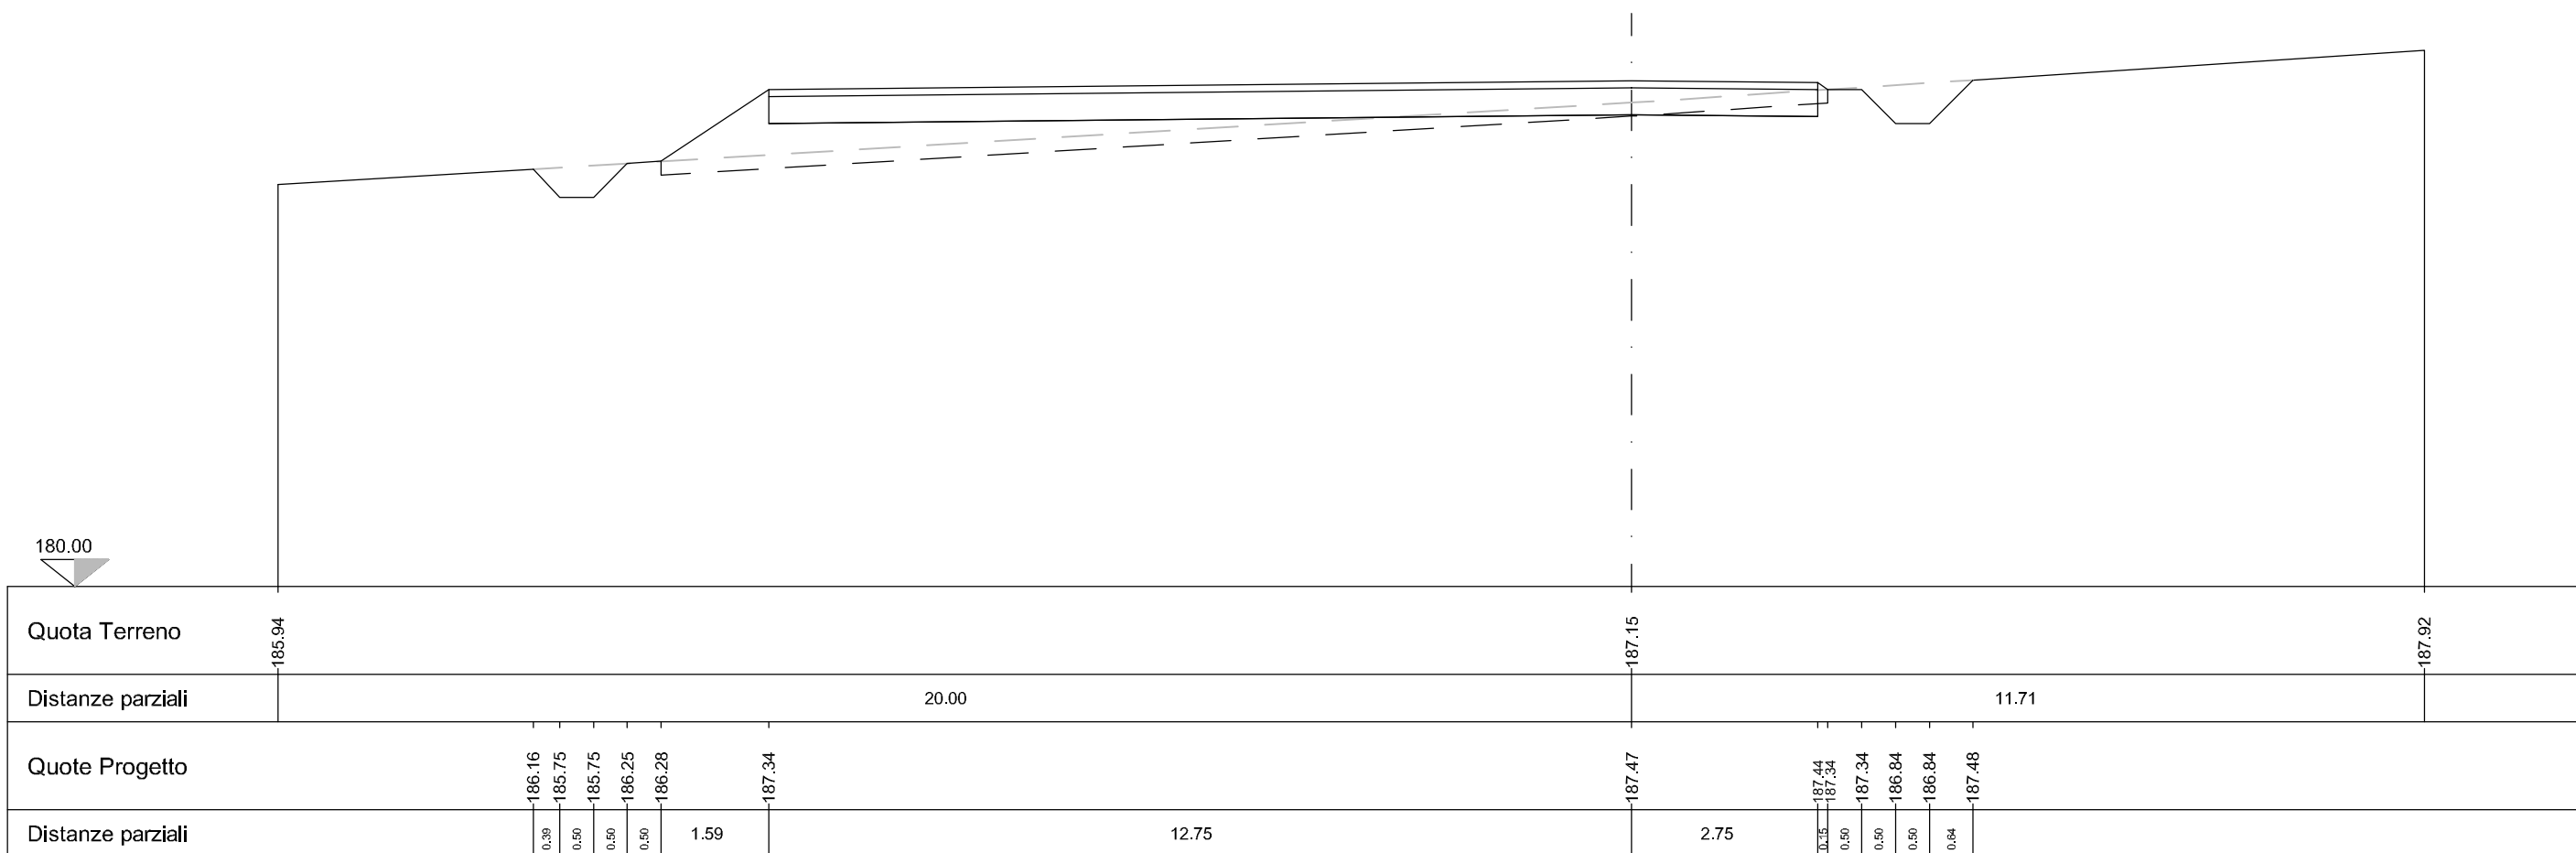 180.00
Quota Terreno 185.94 187.15 187.92
Distanze parziali 20.00 11.71
Quote Progetto 186.16 185.75 185.75 186.25 186.28 187.34 187.47 187.44 187.34 187.34 186.84 186.84 187.48
Distanze parziali 0.39 0.50 0.50 0.50 1.59 12.75 2.75 0.15 0.50 0.50 0.50 0.64